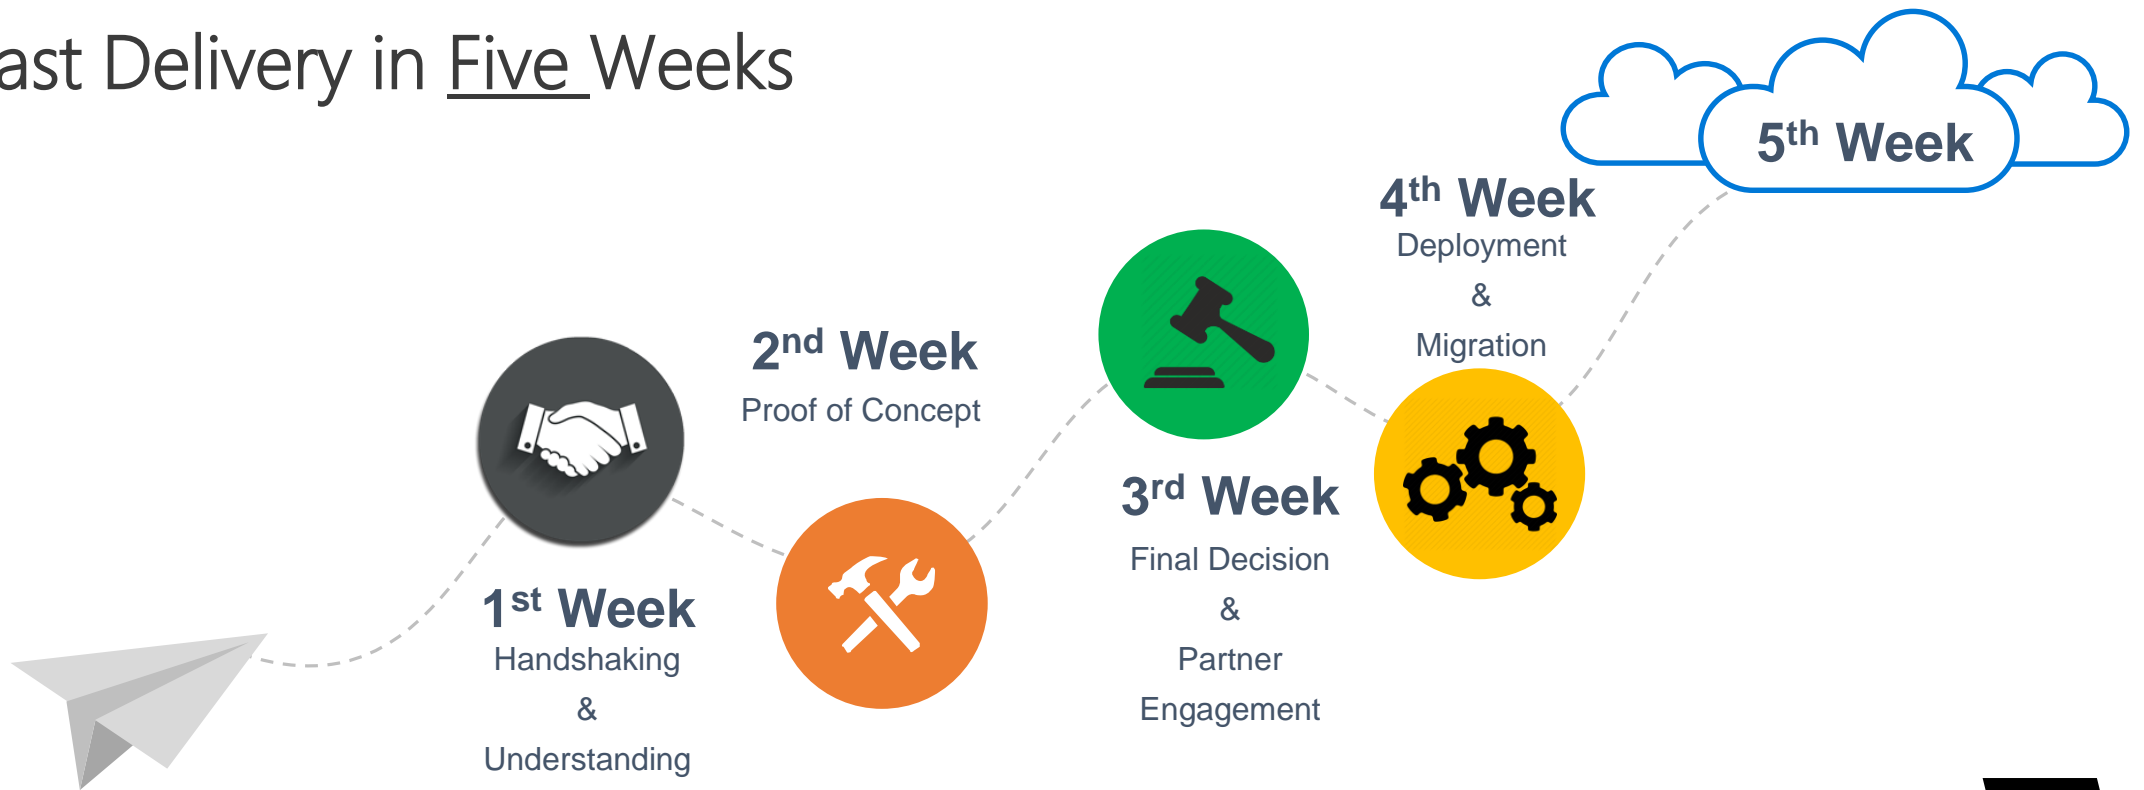 ast Delivery in Five Weeks
1st Week
Handshaking
&
Understanding
2nd Week
Proof of Concept
3rd Week
Final Decision
&
Partner
Engagement
4th Week
Deployment
&
Migration
5th Week